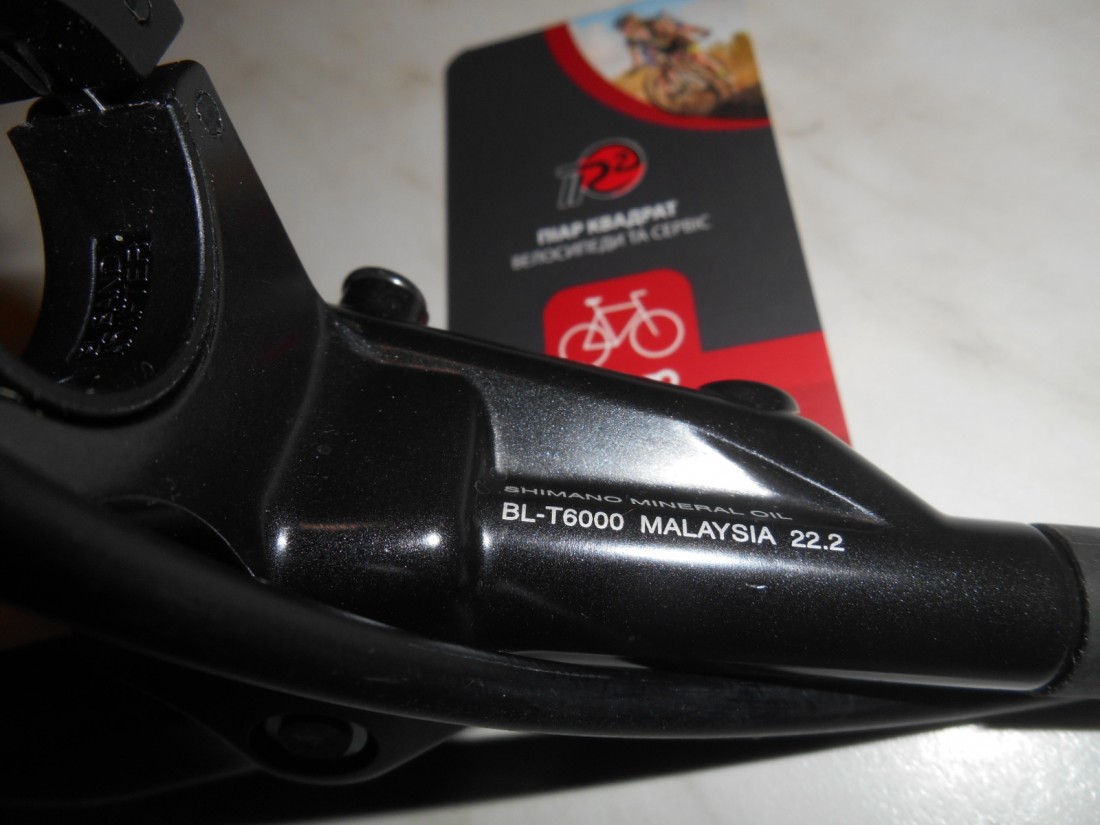 ПІАР КВАДРАТ
ВЕЛОСИПЕДИ ТА СЕРВІС
SHIMANO MINERAL OIL
BL-T6000 MALAYSIA 22.2